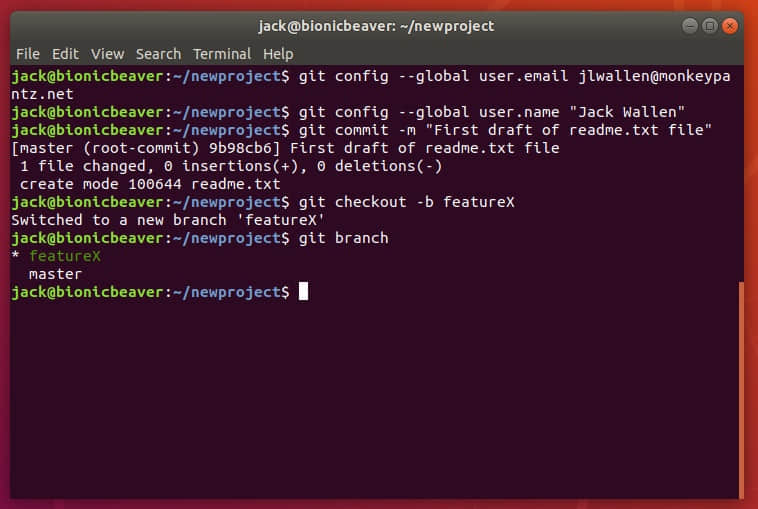 jack@bionicbeaver: ~/newproject
File Edit View Search Terminal Help
jack@bionicbeaver:~/newproject$ git config --global user.email jlwallen@monkeypa
ntz.net
jack@bionicbeaver:~/newproject$ git config --global user.name "Jack Wallen"
jack@bionicbeaver:~/newproject$ git commit -m "First draft of readme.txt file"
[master (root-commit) 9b98cb6] First draft of readme.txt file
 1 file changed, 0 insertions(+), 0 deletions(-)
 create mode 100644 readme.txt
jack@bionicbeaver:~/newproject$ git checkout -b featureX
Switched to a new branch 'featureX'
jack@bionicbeaver:~/newproject$ git branch
* featureX
  master
jack@bionicbeaver:~/newproject$